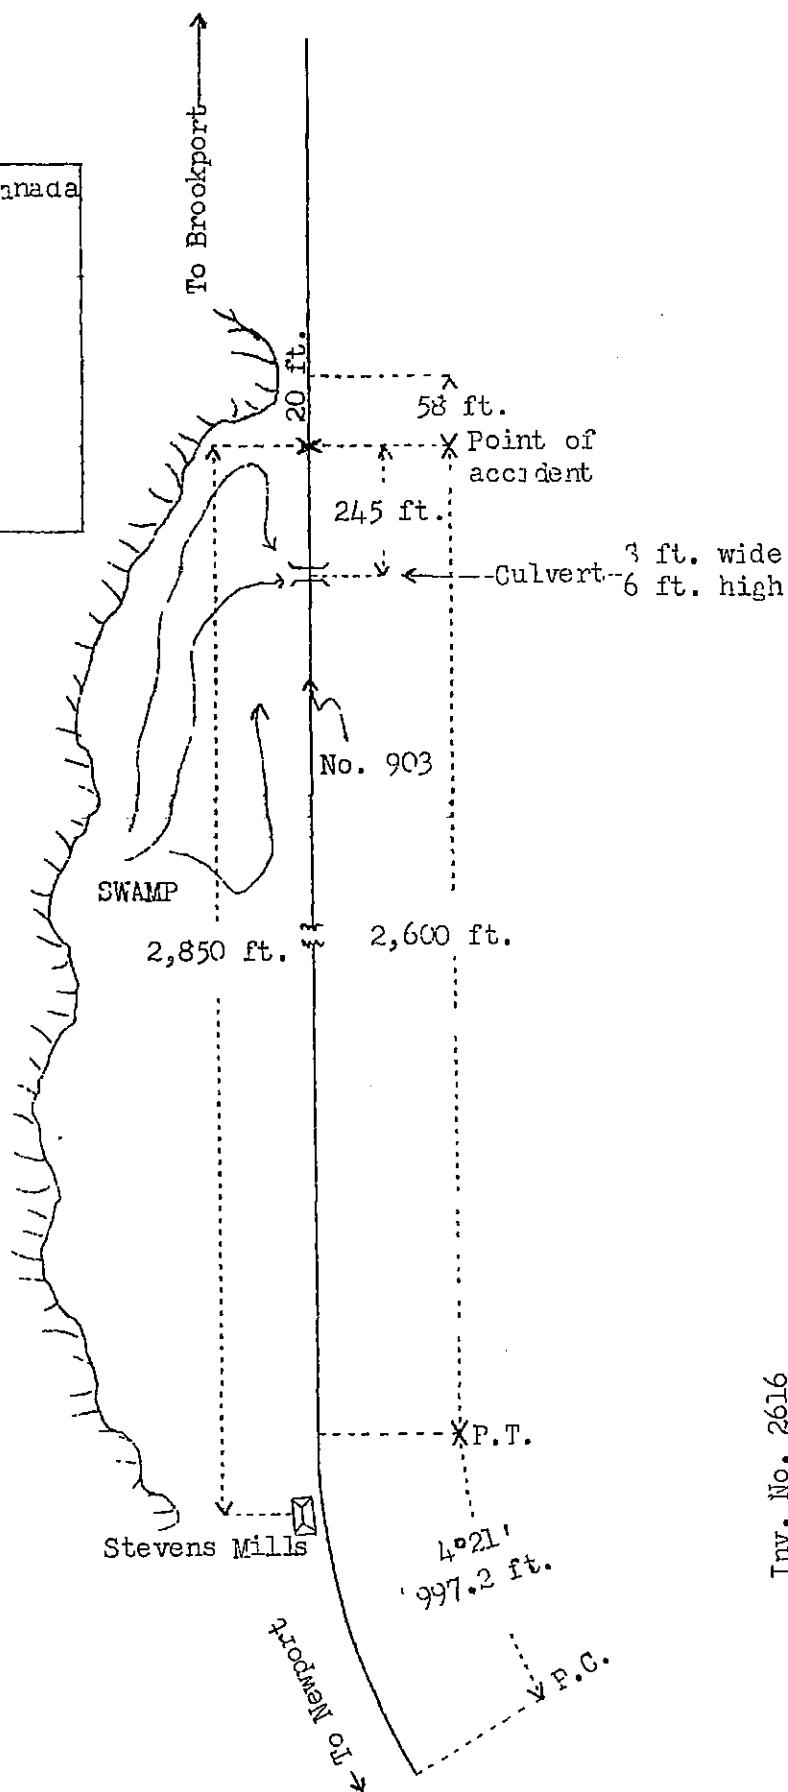 To Brookport
20 ft.
58 ft.
Point of
accident
245 ft.
Culvert--
3 ft. wide
6 ft. high
No. 903
SWAMP
2,850 ft.
2,600 ft.
P.T.
Stevens Mills
4°21'
997.2 ft.
P.C.
To Newport
Inv. No. 2616